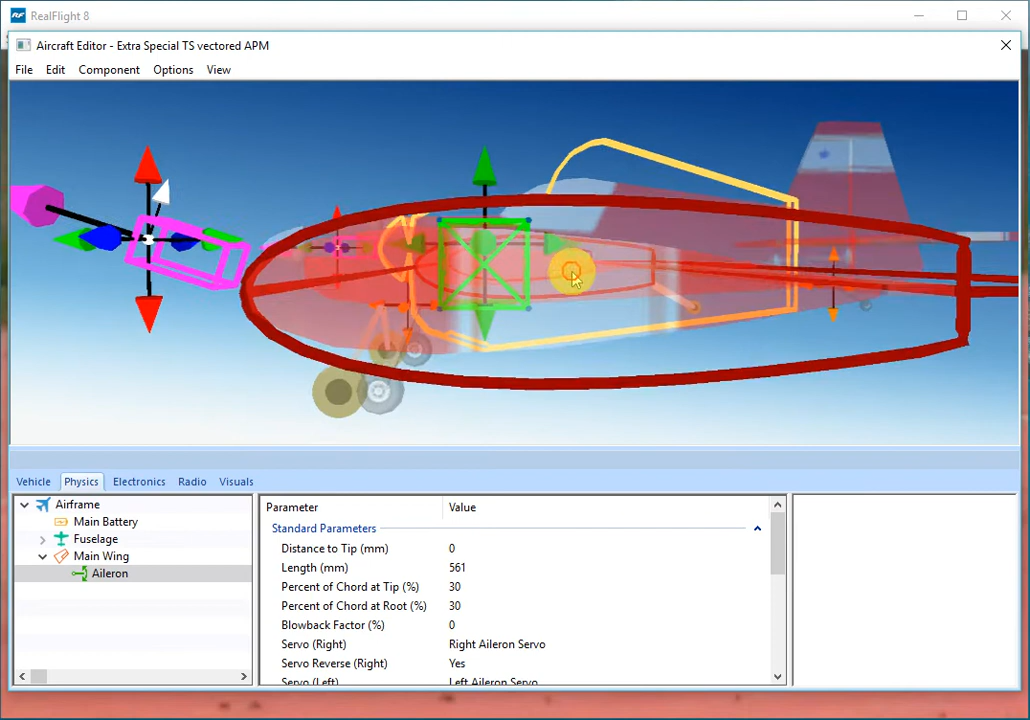 RealFlight 8
Aircraft Editor - Extra Special TS vectored APM
File Edit Component Options View
Vehicle Physics Electronics Radio Visuals
Airframe
Main Battery
Fuselage
Main Wing
Aileron
Parameter Value
Standard Parameters
Distance to Tip (mm) 0
Length (mm) 561
Percent of Chord at Tip (%) 30
Percent of Chord at Root (%) 30
Blowback Factor (%) 0
Servo (Right) Right Aileron Servo
Servo Reverse (Right) Yes
Servo (Left) Left Aileron Servo